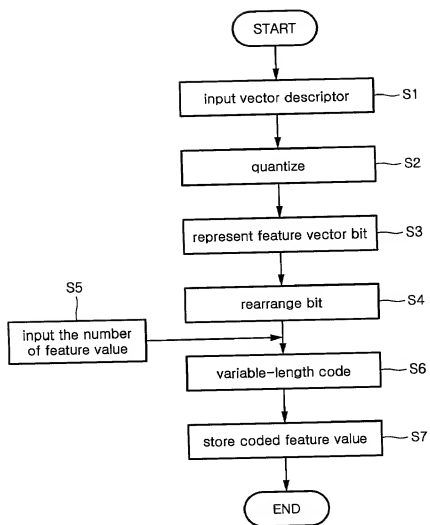 START
input vector descriptor
S1
quantize
S2
represent feature vector bit
S3
S5
rearrange bit
S4
input the number
of feature value
variable-length code
S6
store coded feature value
S7
END